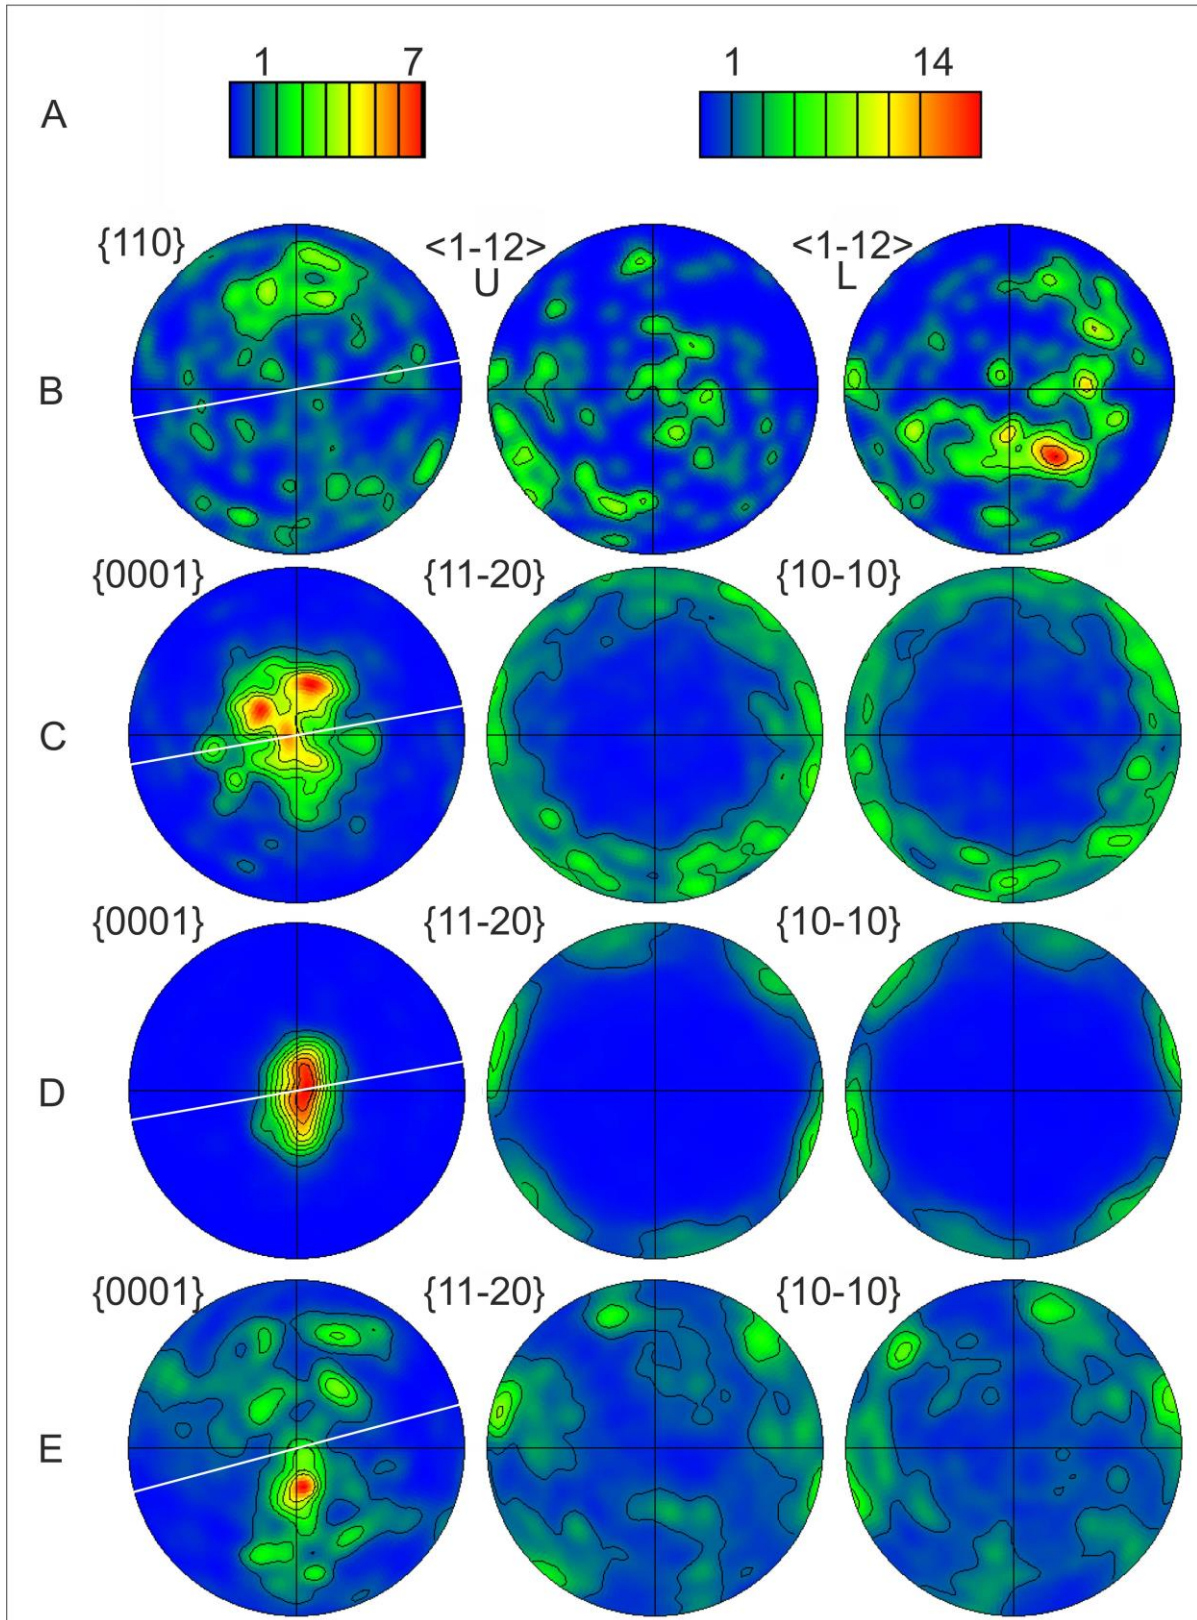 1 7 1 14
A
{110} <1-12> <1-12>
U L
B
{0001} {11-20} {10-10}
C
{0001} {11-20} {10-10}
D
{0001} {11-20} {10-10}
E